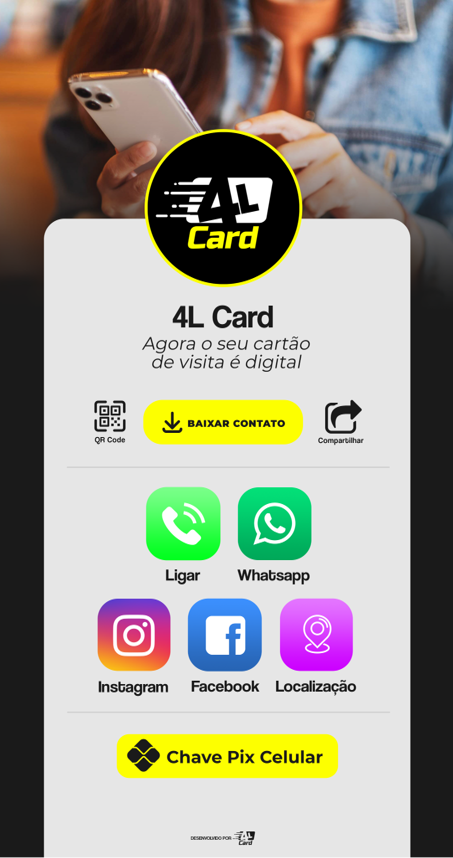 4L
Card
4L Card
Agora o seu cartão
de visita é digital
QR Code
BAIXAR CONTATO
Compartilhar
Ligar
Whatsapp
Instagram
Facebook
Localização
Chave Pix Celular
DESENVOLVIDO POR 4L
Card